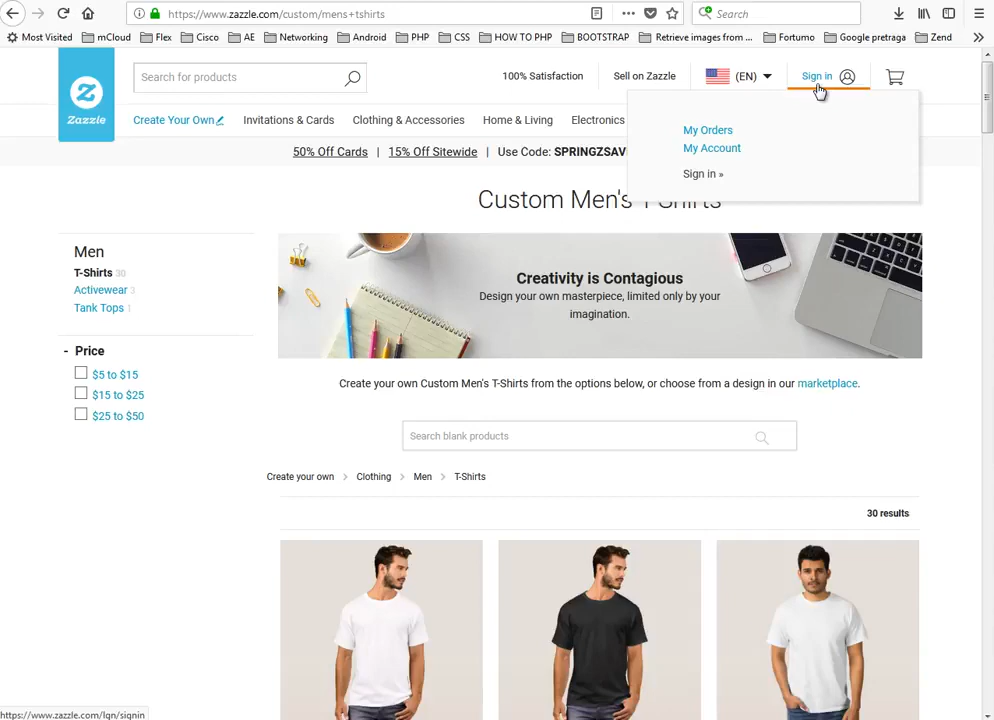 https://www.zazzle.com/custom/mens+tshirts
Search
Most Visited
mCloud
Flex
Cisco
AE
Networking
Android
PHP
CSS
HOW TO PHP
BOOTSTRAP
Retrieve images from ...
Fortumo
Google pretraga
Zend
Z
Zazzle
Search for products
100% Satisfaction
Sell on Zazzle
(EN)
Sign in
Create Your Own
Invitations & Cards
Clothing & Accessories
Home & Living
Electronics
My Orders
My Account
Sign in »
50% Off Cards | 15% Off Sitewide | Use Code: SPRINGZSAV
Custom Men's T-Shirts
Men
T-Shirts 30
Activewear 3
Tank Tops 1
- Price
$5 to $15
$15 to $25
$25 to $50
Creativity is Contagious
Design your own masterpiece, limited only by your
imagination.
Create your own Custom Men's T-Shirts from the options below, or choose from a design in our marketplace.
Search blank products
Create your own > Clothing > Men > T-Shirts
30 results
https://www.zazzle.com/lgn/signin